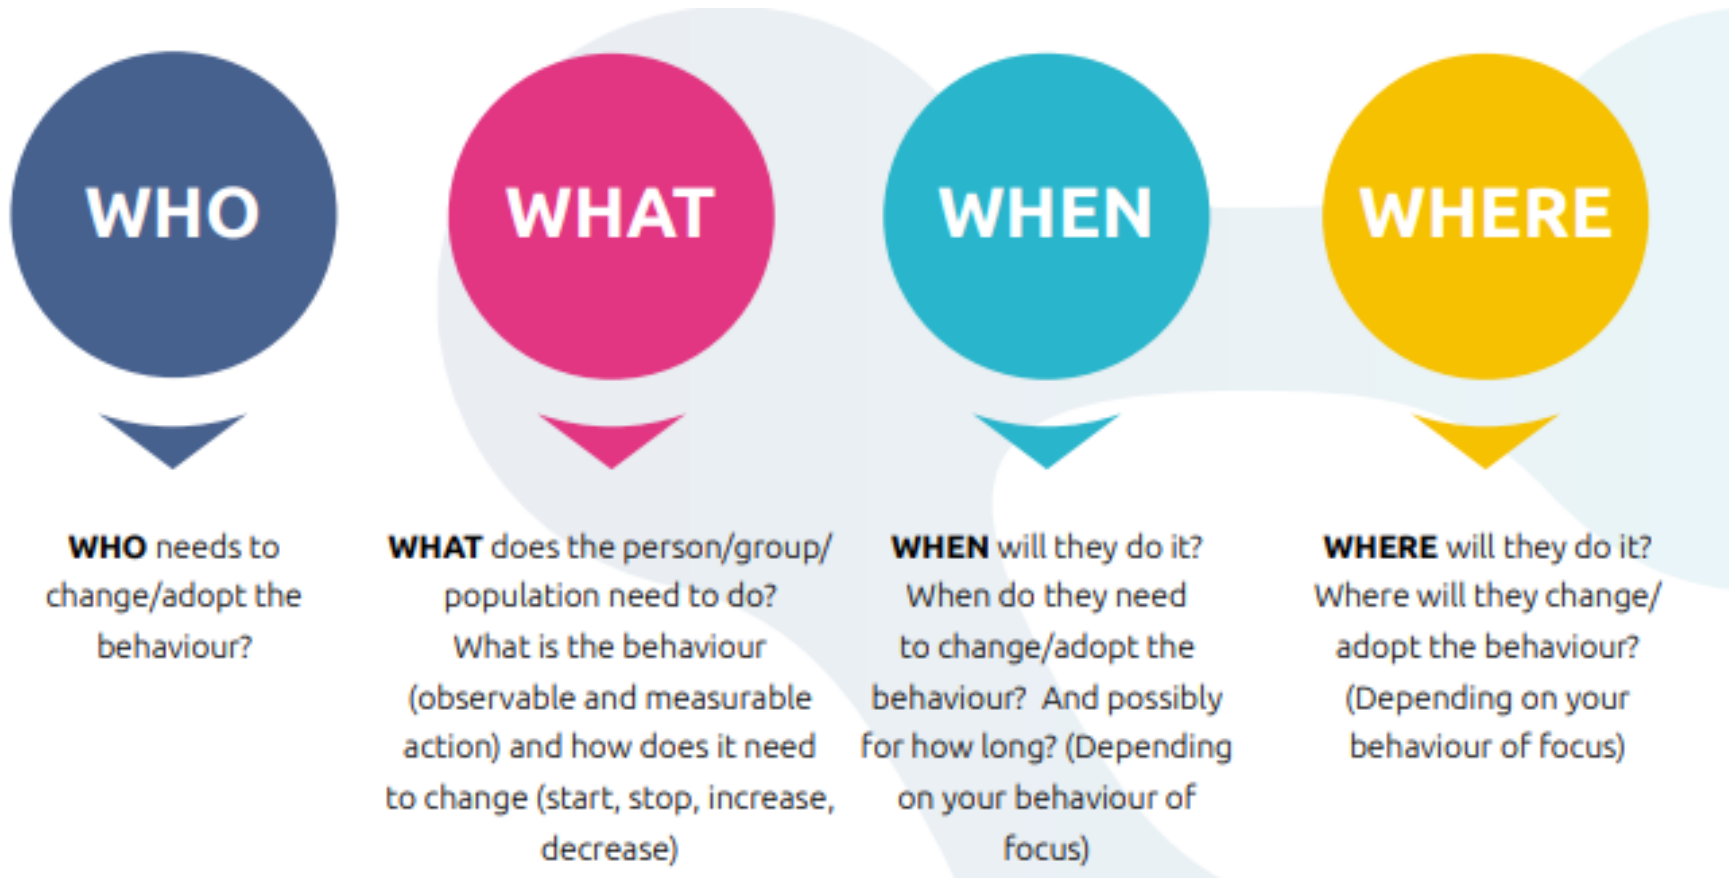 WHO
WHAT
WHEN
WHERE
WHO needs to
change/adopt the
behaviour?
WHAT does the person/group/
population need to do?
What is the behaviour
(observable and measurable
action) and how does it need
to change (start, stop, increase,
decrease)
WHEN will they do it?
When do they need
to change/adopt the
behaviour?  And possibly
for how long? (Depending
on your behaviour of
focus)
WHERE will they do it?
Where will they change/
adopt the behaviour?
(Depending on your
behaviour of focus)